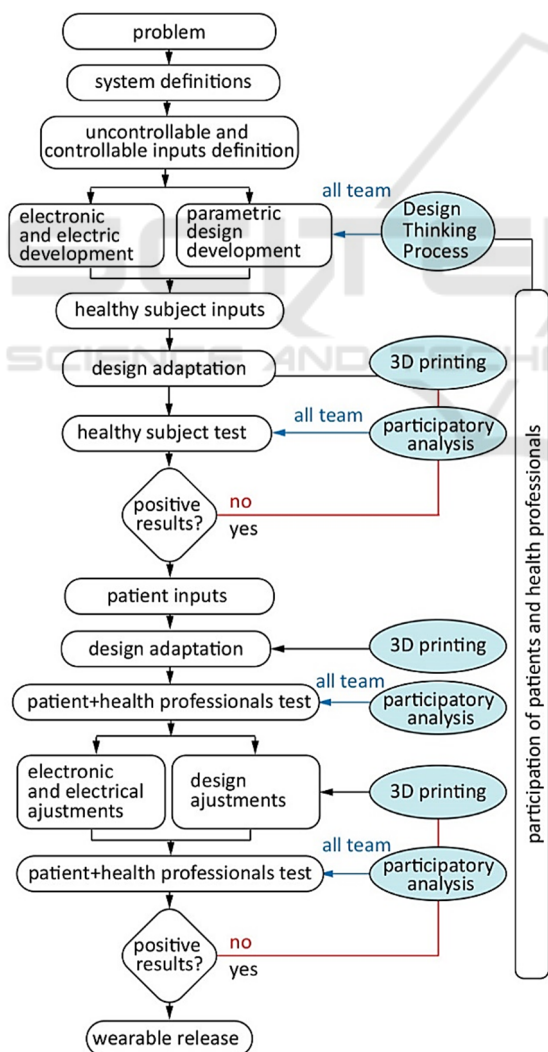 problem
system definitions
uncontrollable and
controllable inputs definition
all team
electronic
and electric
development
parametric
design
development
Design
Thinking
Process
healthy subject inputs
design adaptation
3D printing
all team
healthy subject test
participatory
analysis
positive
results?
no
yes
patient inputs
design adaptation
3D printing
all team
patient+health professionals test
participatory
analysis
electronic
and electrical
ajustments
design
ajustments
3D printing
all team
patient+health professionals test
participatory
analysis
positive
results?
no
yes
wearable release
participation of patients and health professionals
SCITE
SCIENCE AND TECH